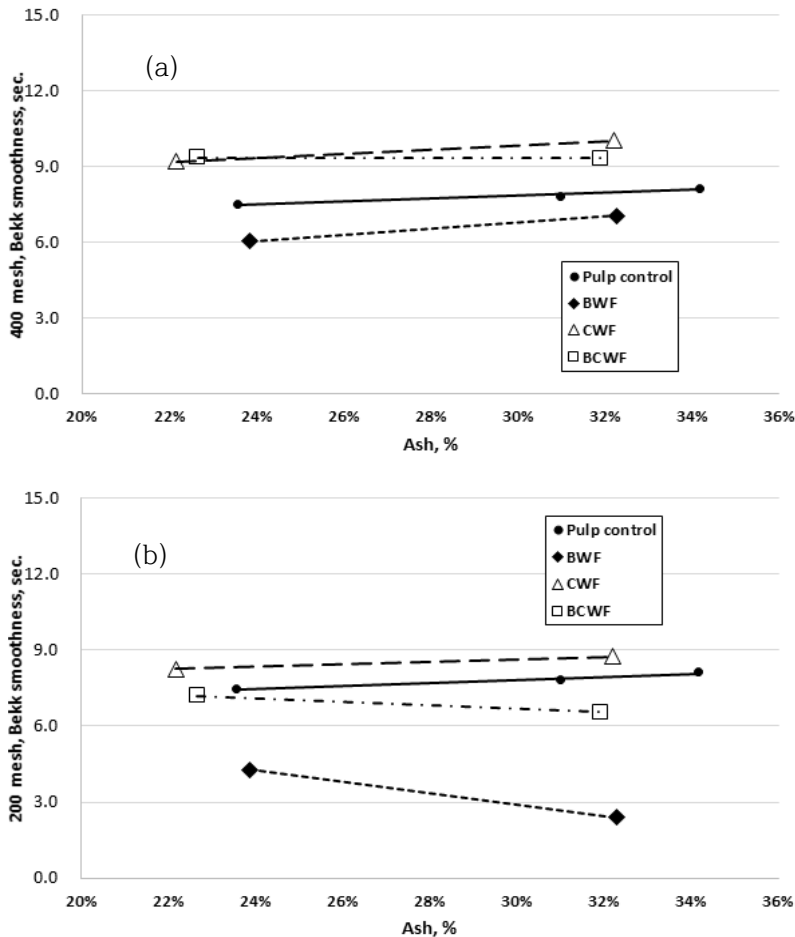 15.0
12.0
9.0
6.0
3.0
0.0
400 mesh, Bekk smoothness, sec.
(a)
Pulp control
BWF
CWF
BCWF
20% 22% 24% 26% 28% 30% 32% 34% 36%
Ash, %
15.0
12.0
9.0
6.0
3.0
0.0
200 mesh, Bekk smoothness, sec.
(b)
Pulp control
BWF
CWF
BCWF
20% 22% 24% 26% 28% 30% 32% 34% 36%
Ash, %